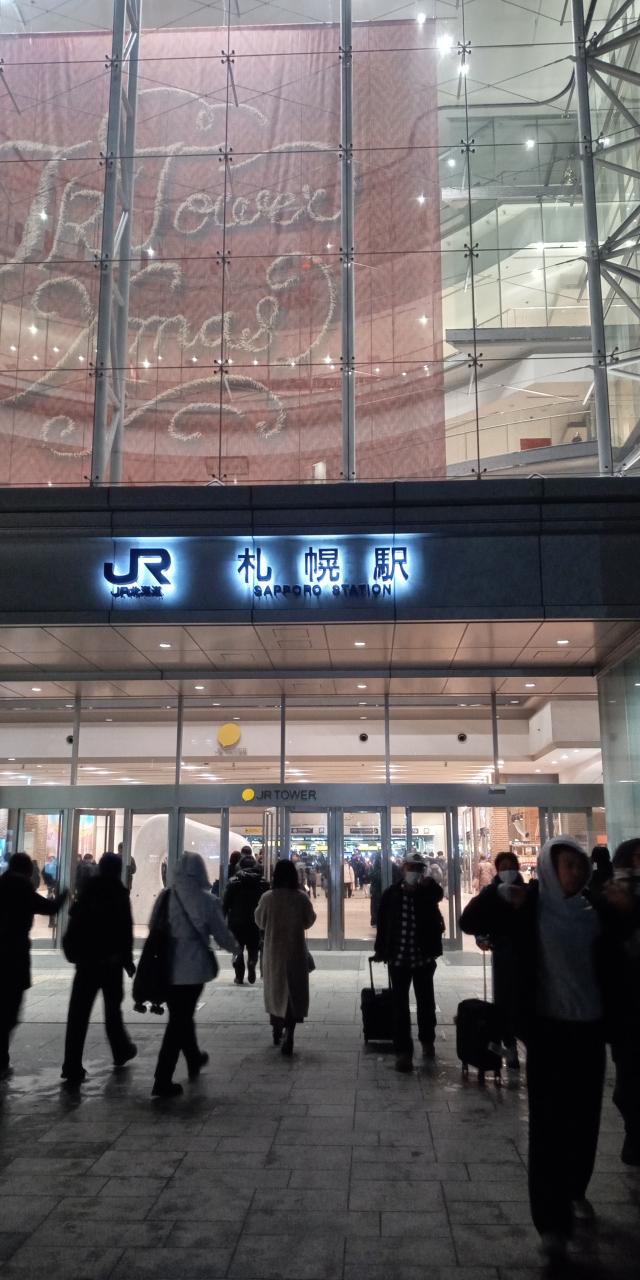 JR Tower
Xmas
JR 札幌駅
JR北海道 SAPPORO STATION
JR TOWER